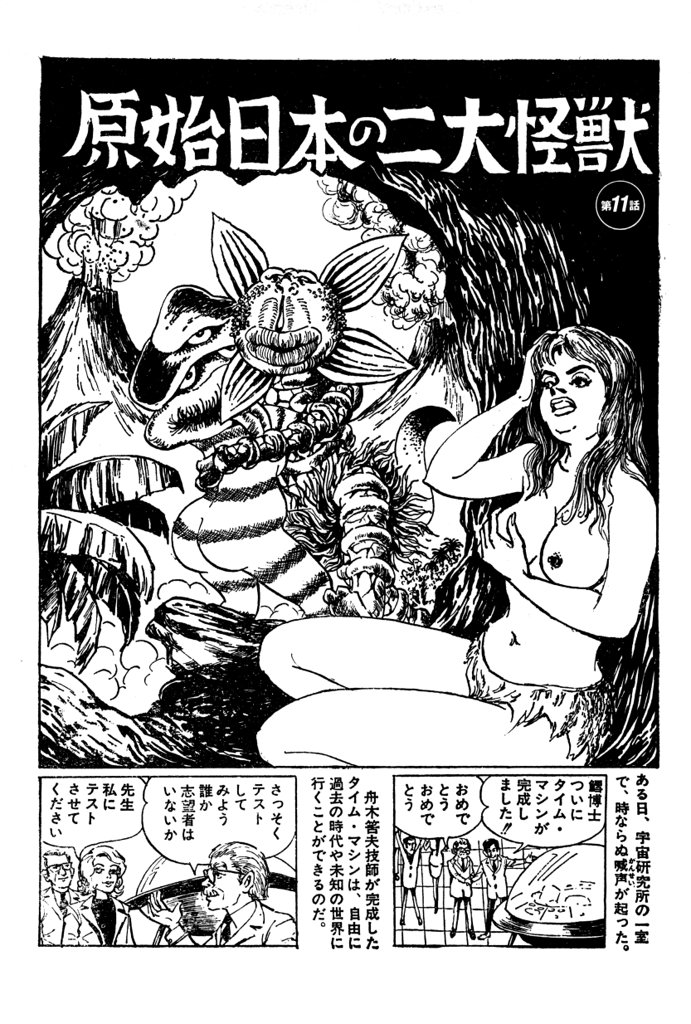 原始日本の二大怪獣
第11話
ある日、宇宙研究所の一室
で、時ならぬ喊声が起った。
かんせい
鰐博士
ついに
タイム・
マシンが
完成し
ました!!
おめで
とう
おめで
とう
舟木答夫技師が完成した
タイム・マシンは、自由に
過去の時代や未知の世界に
行くことができるのだ。
さっそく
テスト
して
みよう
誰か
志望者は
いないか
先生
私に
テスト
させて
ください